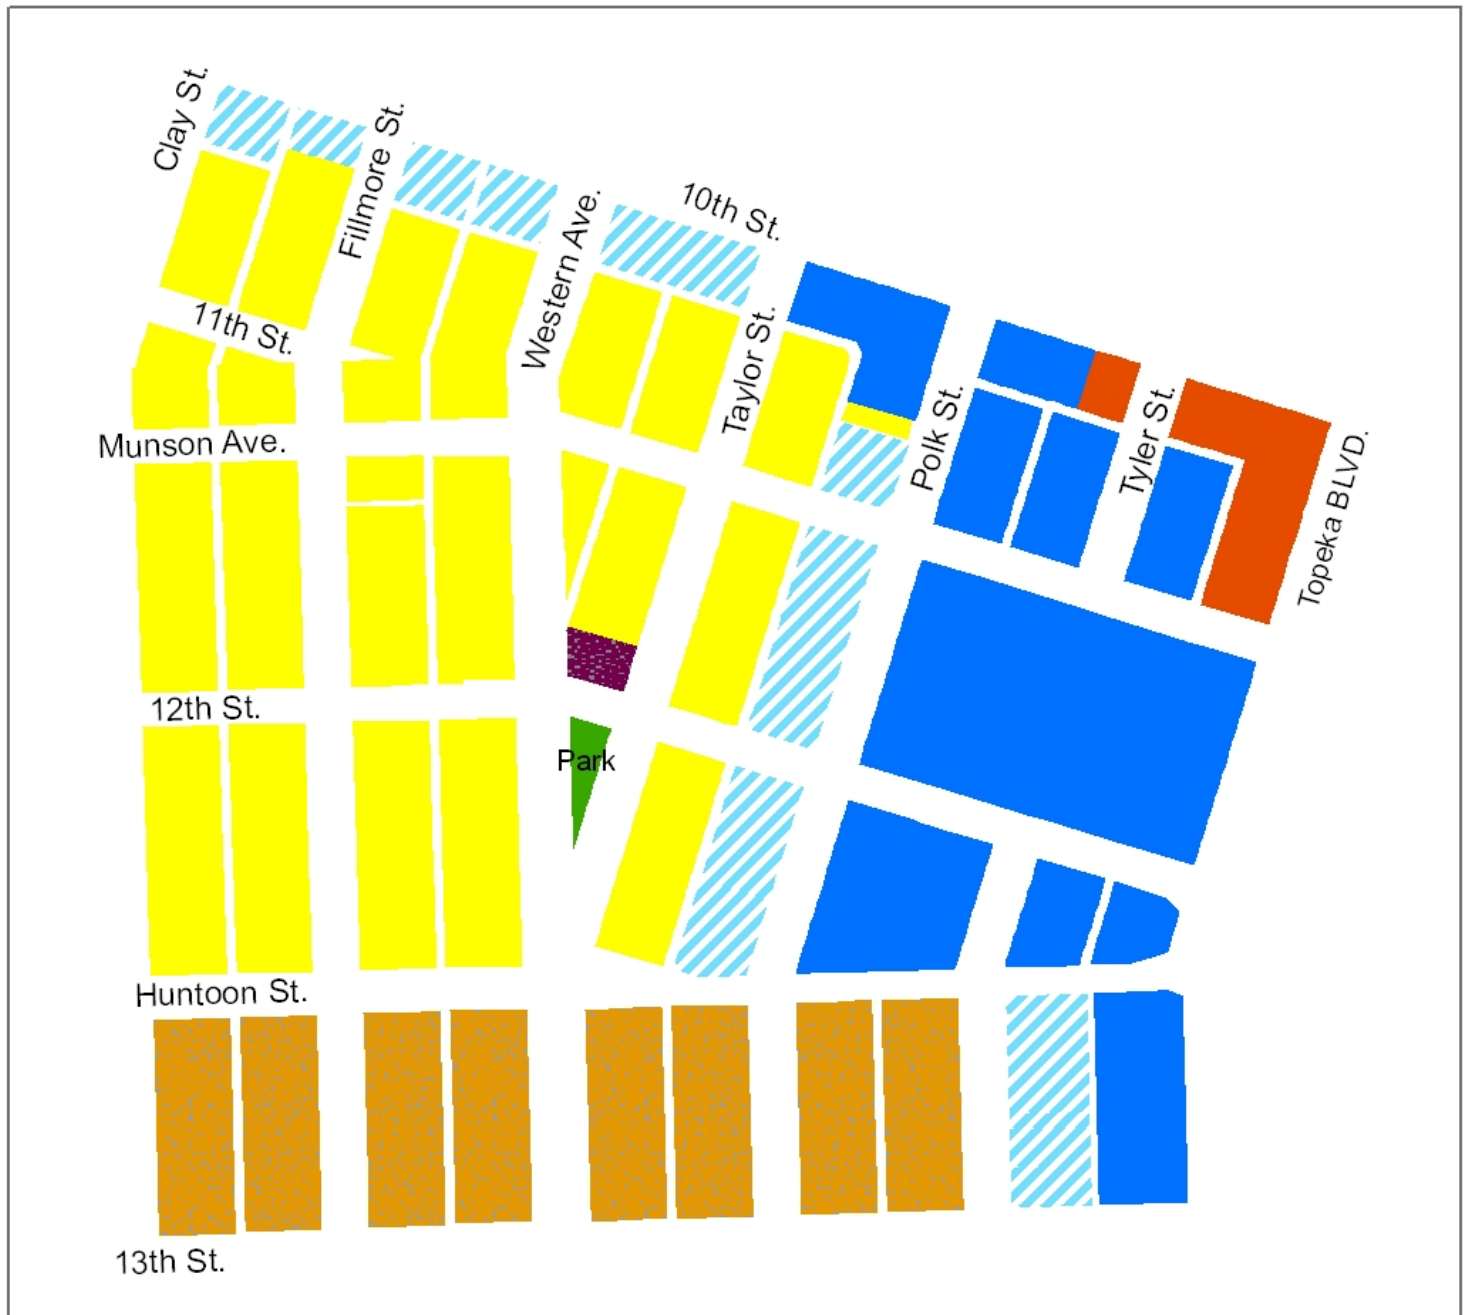 Clay St.
Fillmore St.
10th St.
Western Ave.
11th St.
Taylor St.
Polk St.
Tyler St.
Topeka BLVD.
Munson Ave.
12th St.
Park
Huntoon St.
13th St.